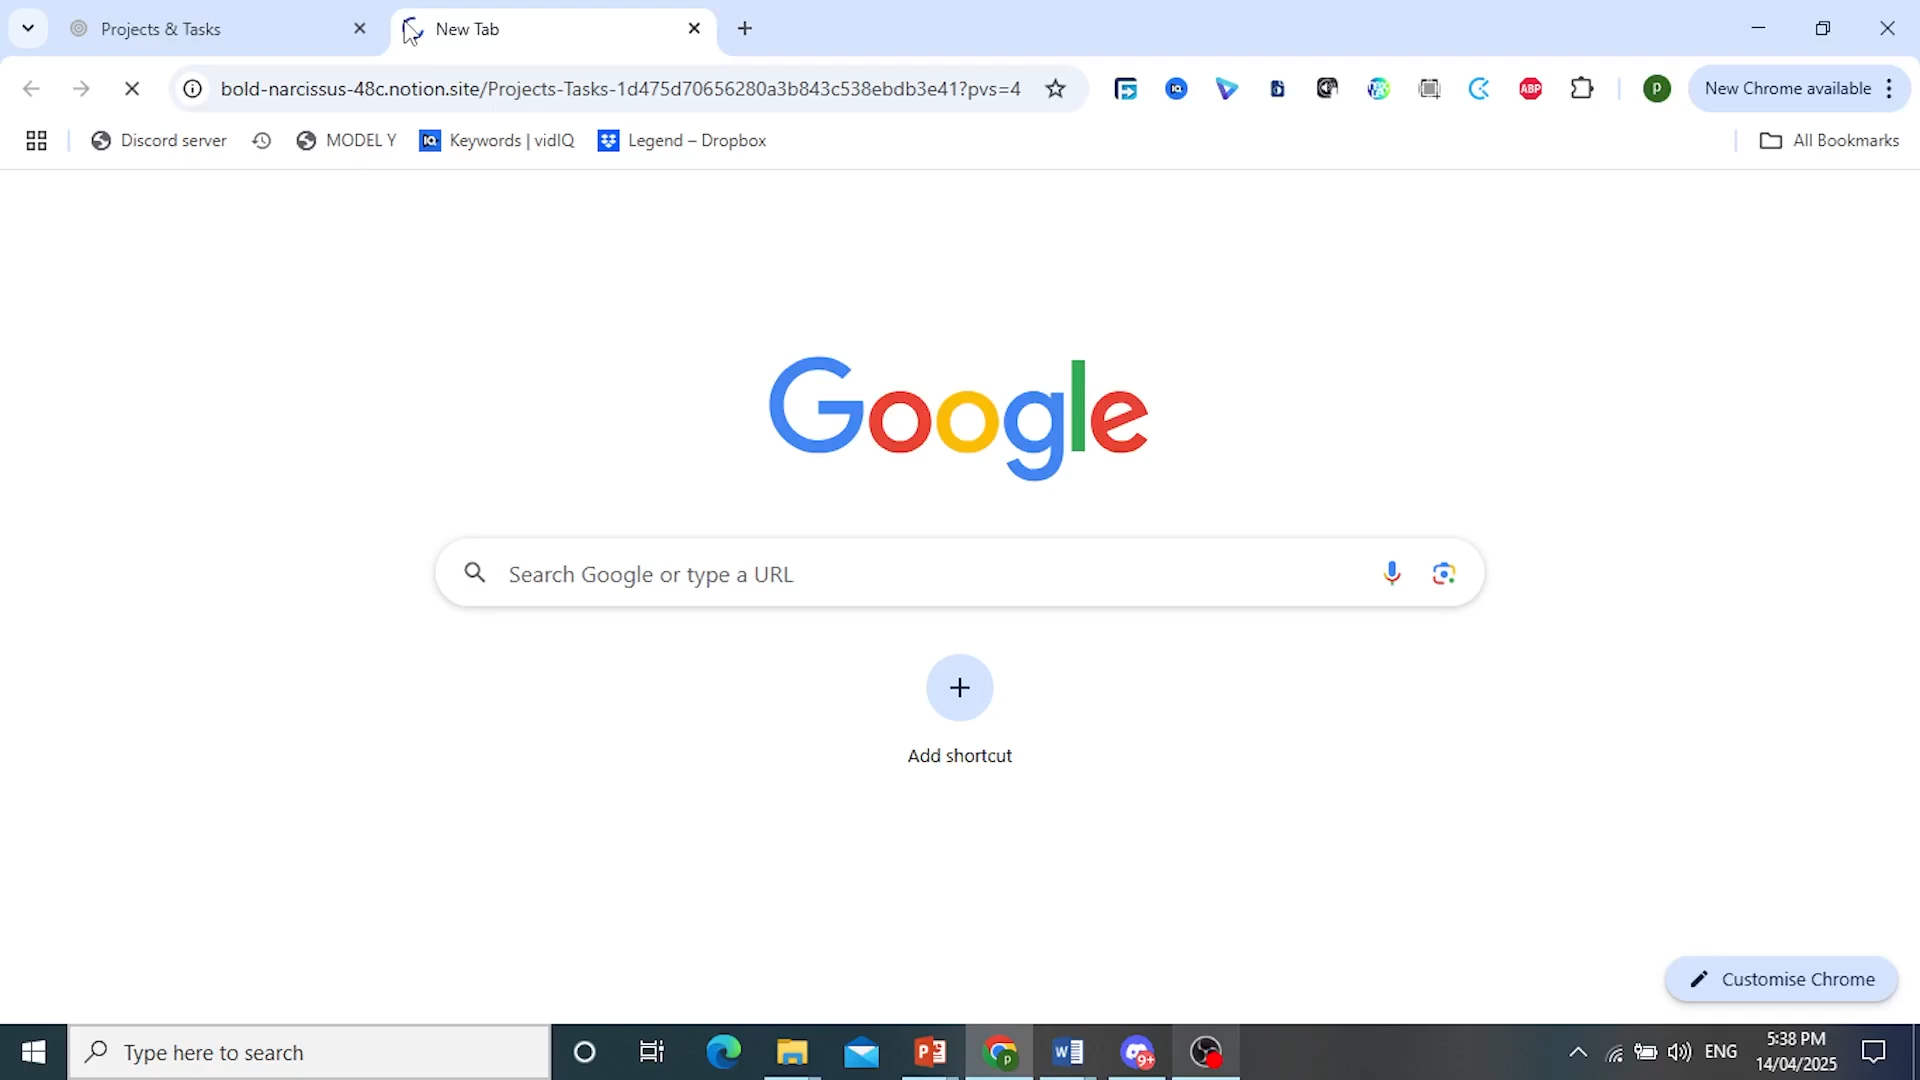 Projects & Tasks
New Tab
bold-narcissus-48c.notion.site/Projects-Tasks-1d475d70656280a3b843c538ebdb3e41?pvs=4
ABP
p
New Chrome available
Discord server
MODEL Y
Keywords | vidIQ
Legend – Dropbox
All Bookmarks
Google
Search Google or type a URL
Add shortcut
Customise Chrome
Type here to search
9+
ENG
5:38 PM
14/04/2025